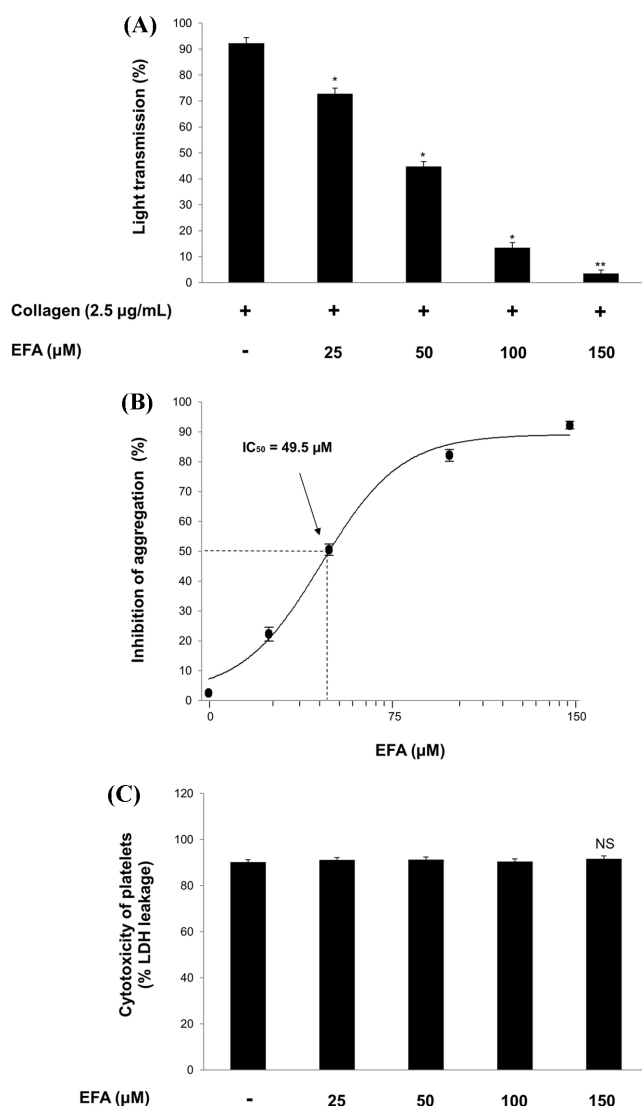 (A)
Light transmission (%)
100
90
80
70
60
50
40
30
20
10
0
*
*
*
**
Collagen (2.5 µg/mL) + + + + +
EFA (µM) - 25 50 100 150
(B)
Inhibition of aggregation (%)
100
90
80
70
60
50
40
30
20
10
0
IC₅₀ = 49.5 µM
0 75 150
EFA (µM)
(C)
Cytotoxicity of platelets
(% LDH leakage)
120
100
80
60
40
20
0
NS
EFA (µM) - 25 50 100 150